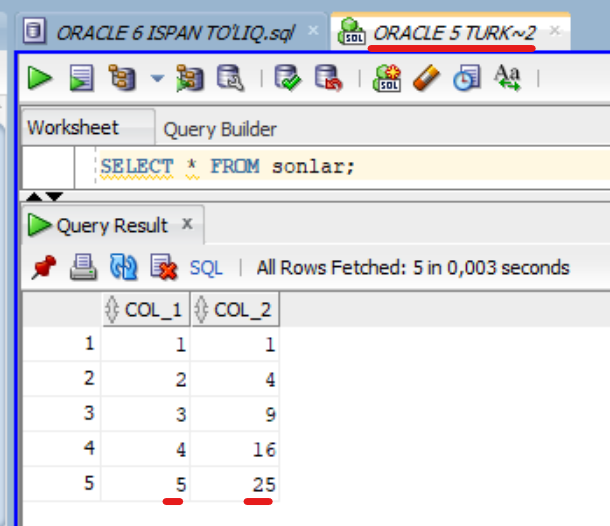 ORACLE 6 ISPAN TO'LIQ.sql × ORACLE 5 TURK~2 ×
Worksheet Query Builder
SELECT * FROM sonlar;
Query Result ×
SQL | All Rows Fetched: 5 in 0,003 seconds
COL_1 COL_2
1 1 1
2 2 4
3 3 9
4 4 16
5 5 25